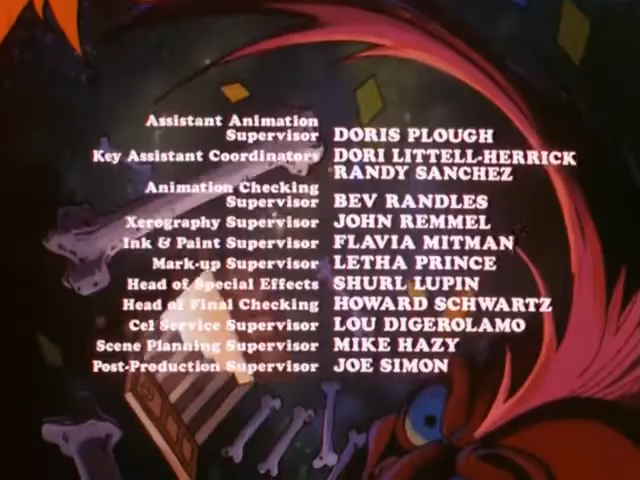 Assistant Animation
Supervisor DORIS PLOUGH
Key Assistant Coordinators DORI LITTELL-HERRICK
RANDY SANCHEZ
Animation Checking
Supervisor BEV RANDLES
Xerography Supervisor JOHN REMMEL
Ink & Paint Supervisor FLAVIA MITMAN
Mark-up Supervisor LETHA PRINCE
Head of Special Effects SHURL LUPIN
Head of Final Checking HOWARD SCHWARTZ
Cel Service Supervisor LOU DIGEROLAMO
Scene Planning Supervisor MIKE HAZY
Post-Production Supervisor JOE SIMON